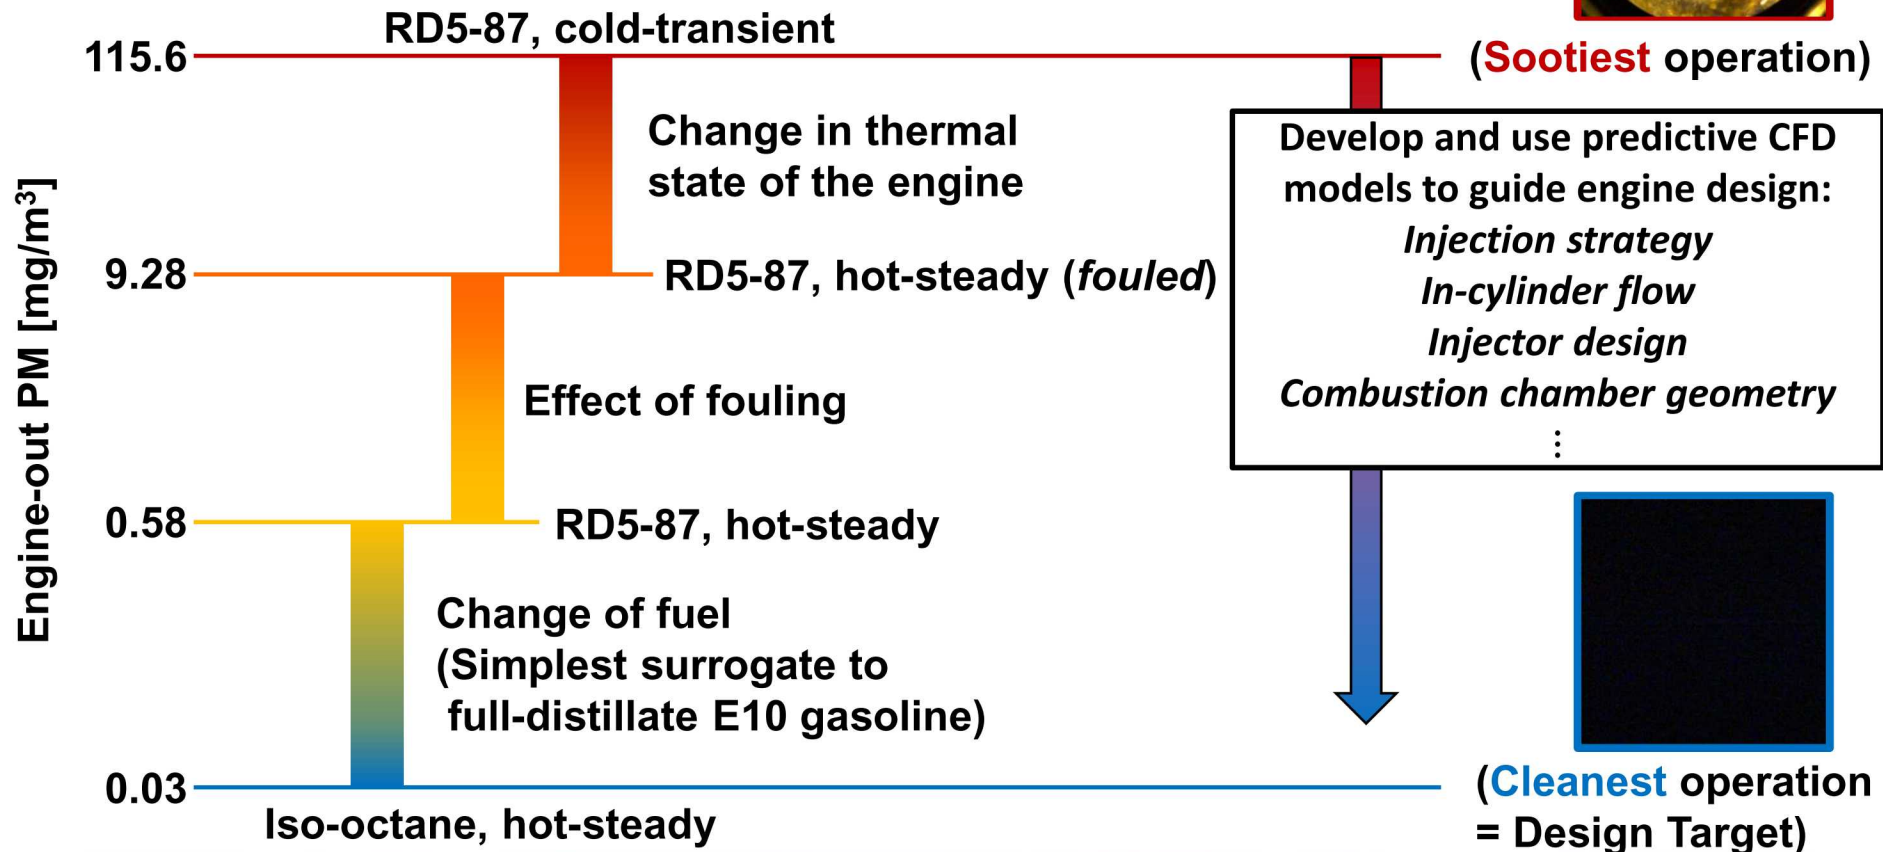 RD5-87, cold-transient
115.6
(Sootiest operation)
Change in thermal
state of the engine
Develop and use predictive CFD
models to guide engine design:
Injection strategy
In-cylinder flow
Injector design
Combustion chamber geometry
⋮
Engine-out PM [mg/m³]
9.28
RD5-87, hot-steady (fouled)
Effect of fouling
0.58
RD5-87, hot-steady
Change of fuel
(Simplest surrogate to
full-distillate E10 gasoline)
0.03
Iso-octane, hot-steady
(Cleanest operation
= Design Target)